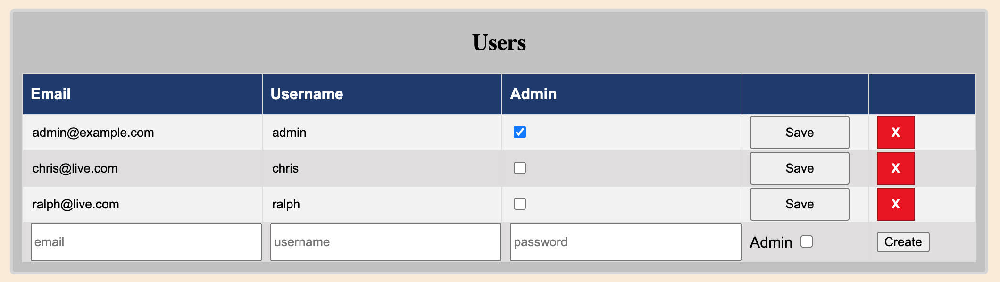 Users
Email Username Admin
admin@example.com admin Save X
chris@live.com chris Save X
ralph@live.com ralph Save X
email username password Admin Create